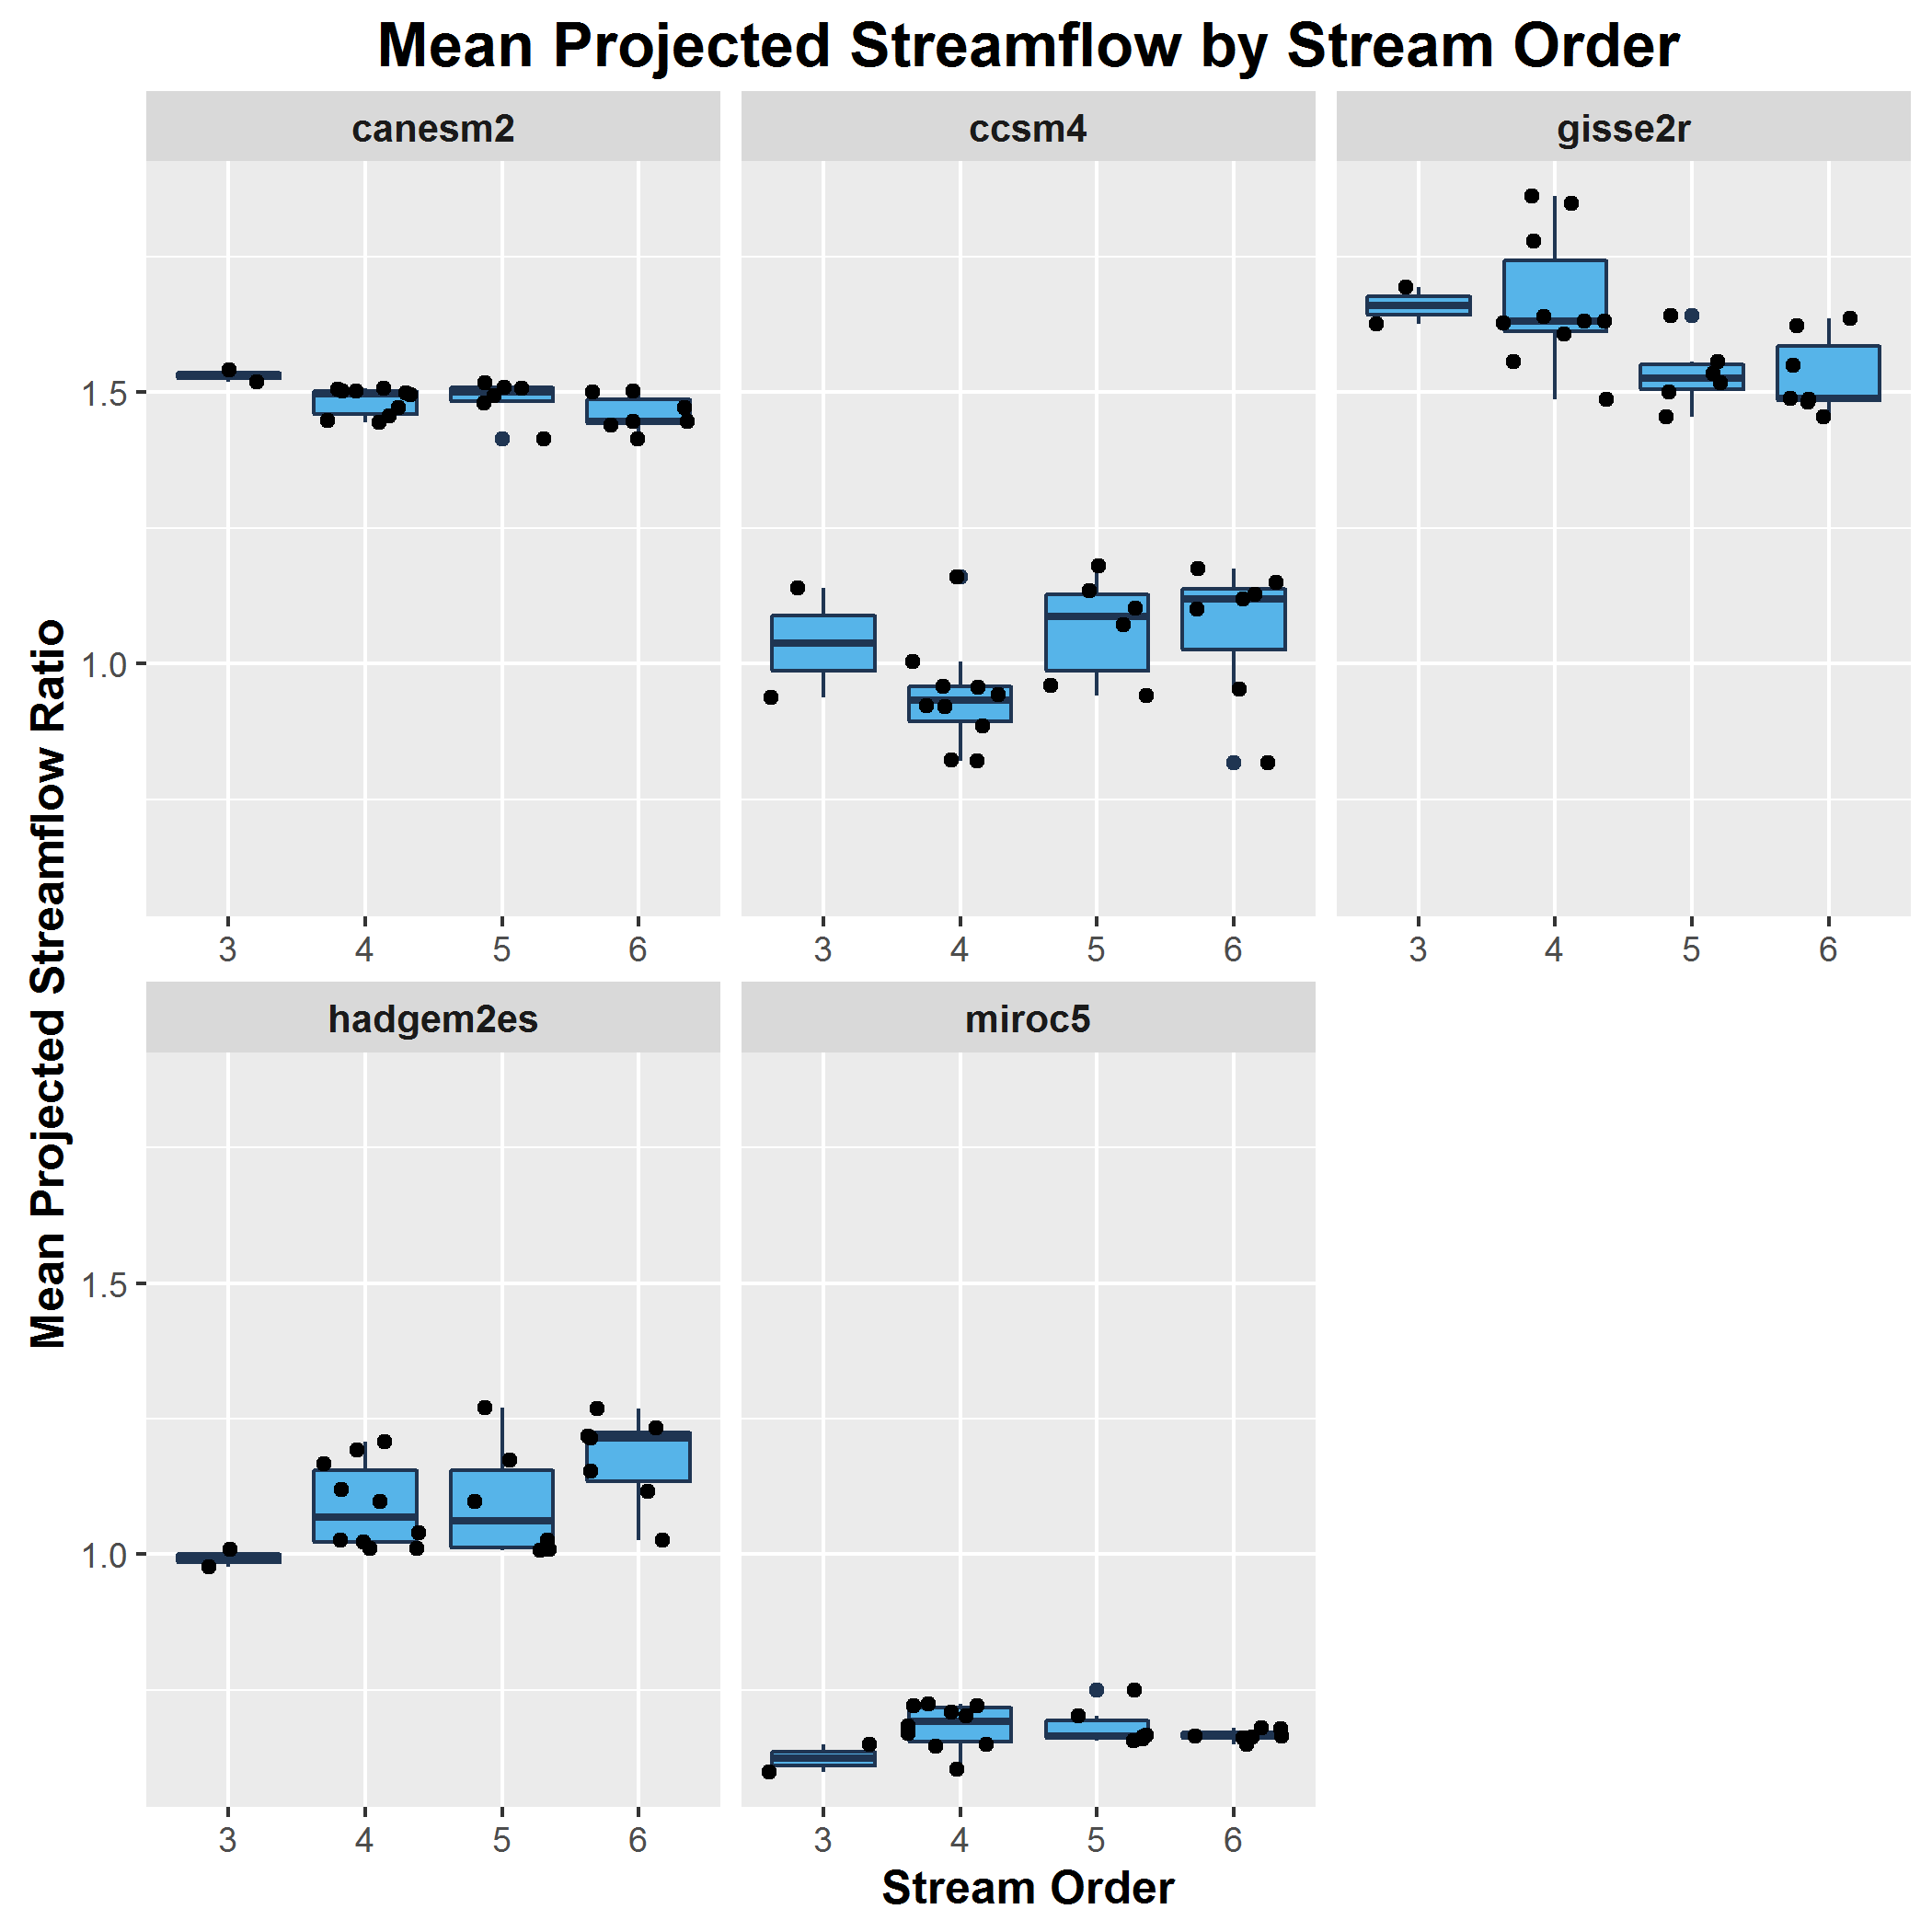 Mean Projected Streamflow by Stream Order
canesm2
ccsm4
gisse2r
1.5
1.0
3 4 5 6
3 4 5 6
3 4 5 6
hadgem2es
miroc5
1.5
1.0
3 4 5 6
3 4 5 6
Mean Projected Streamflow Ratio
Stream Order